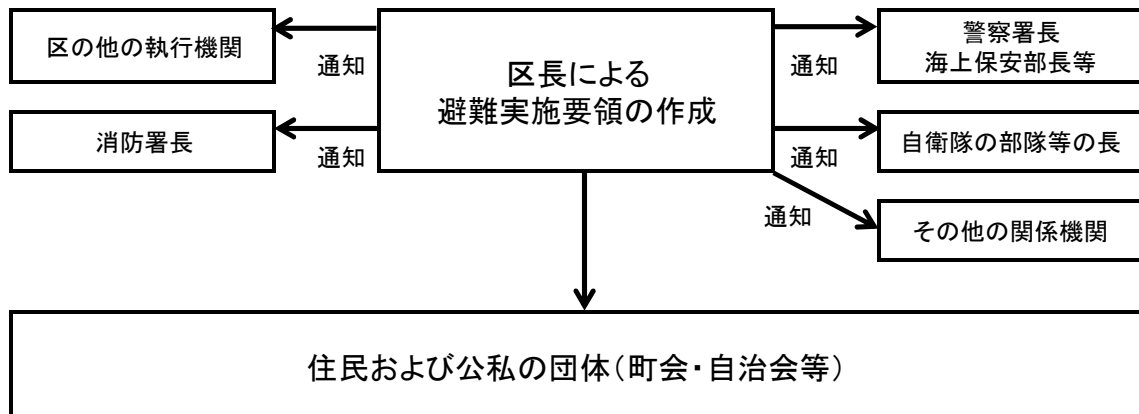 区の他の執行機関
通知
区長による
避難実施要領の作成
通知
警察署長
海上保安部長等
消防署長
通知
通知
自衛隊の部隊等の長
通知
その他の関係機関
住民および公私の団体（町会・自治会等）